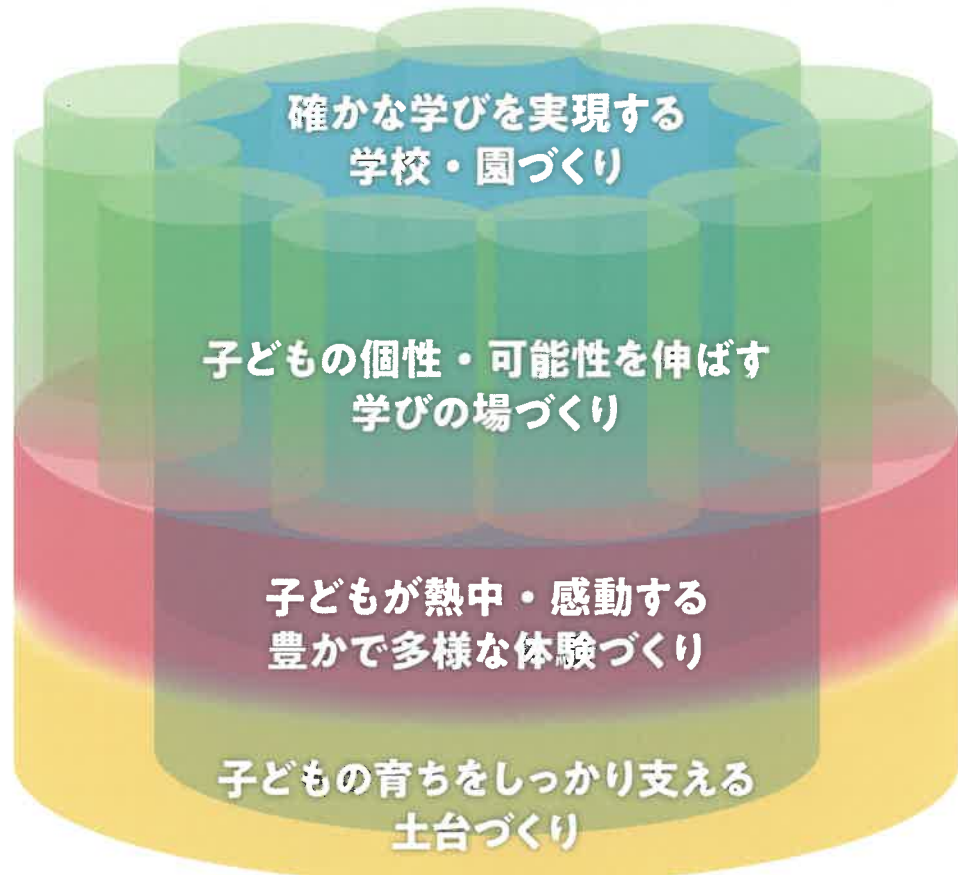 確かな学びを実現する
学校・園づくり
子どもの個性・可能性を伸ばす
学びの場づくり
子どもが熱中・感動する
豊かで多様な体験づくり
子どもの育ちをしっかり支える
土台づくり